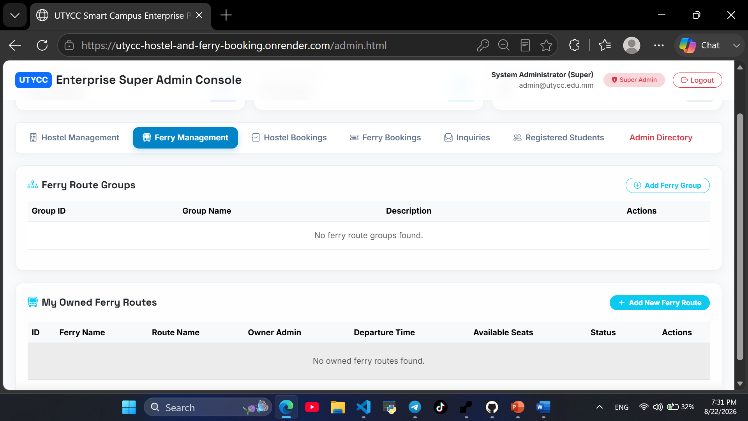 UTYCC Smart Campus Enterprise P
https://utycc-hostel-and-ferry-booking.onrender.com/admin.html
Chat
UTYCC Enterprise Super Admin Console
System Administrator (Super)
admin@utycc.edu.mm
Super Admin
Logout
Hostel Management
Ferry Management
Hostel Bookings
Ferry Bookings
Inquiries
Registered Students
Admin Directory
Ferry Route Groups
Add Ferry Group
Group ID Group Name Description Actions
No ferry route groups found.
My Owned Ferry Routes
Add New Ferry Route
ID Ferry Name Route Name Owner Admin Departure Time Available Seats Status Actions
No owned ferry routes found.
Search
ENG
32%
7:31 PM
8/22/2026